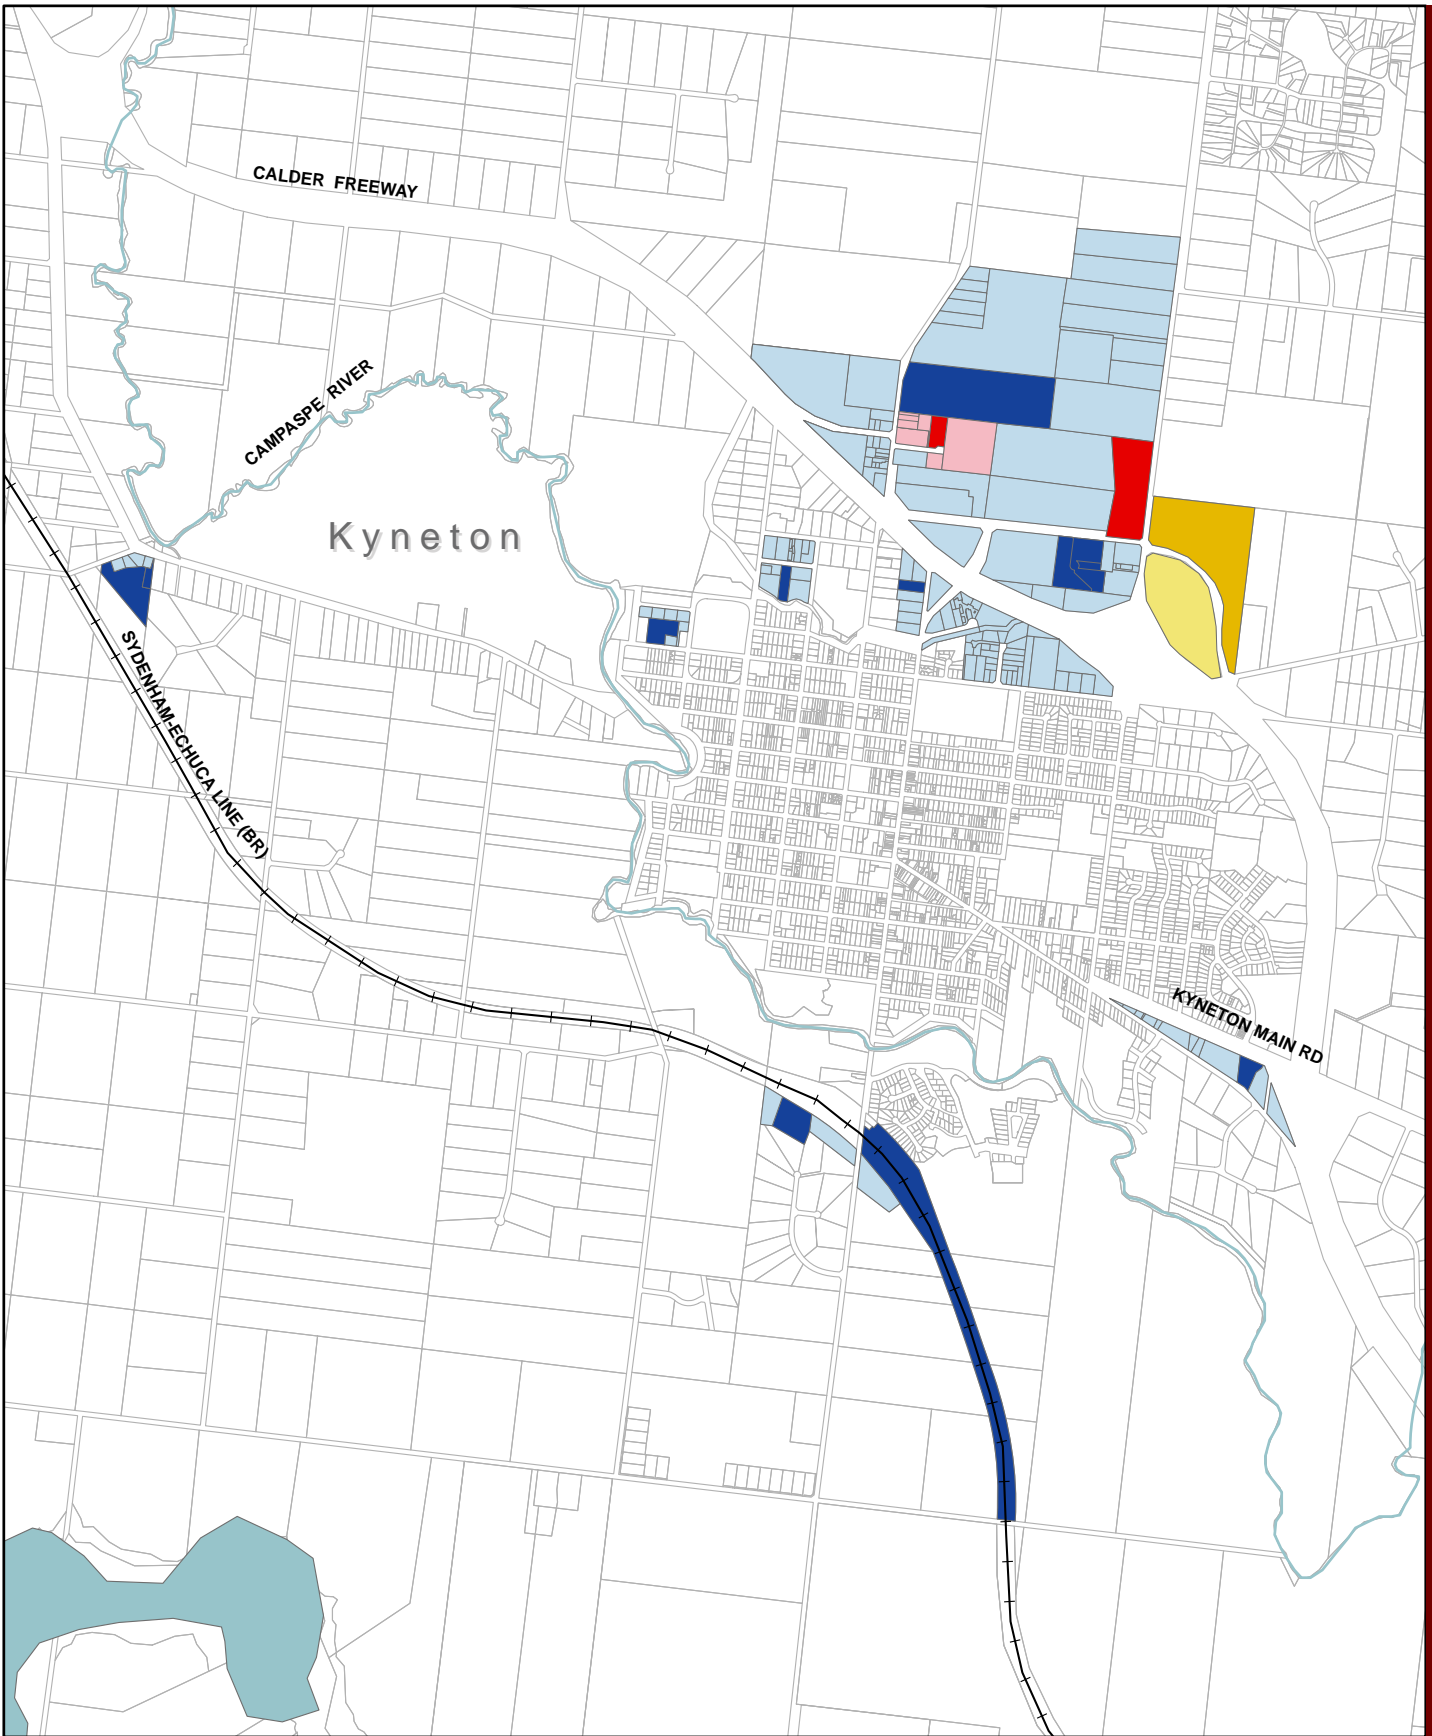 CALDER FREEWAY
CAMPASPE RIVER
Kyneton
SYDENHAM-ECHUCA LINE (BR)
KYNETON MAIN RD